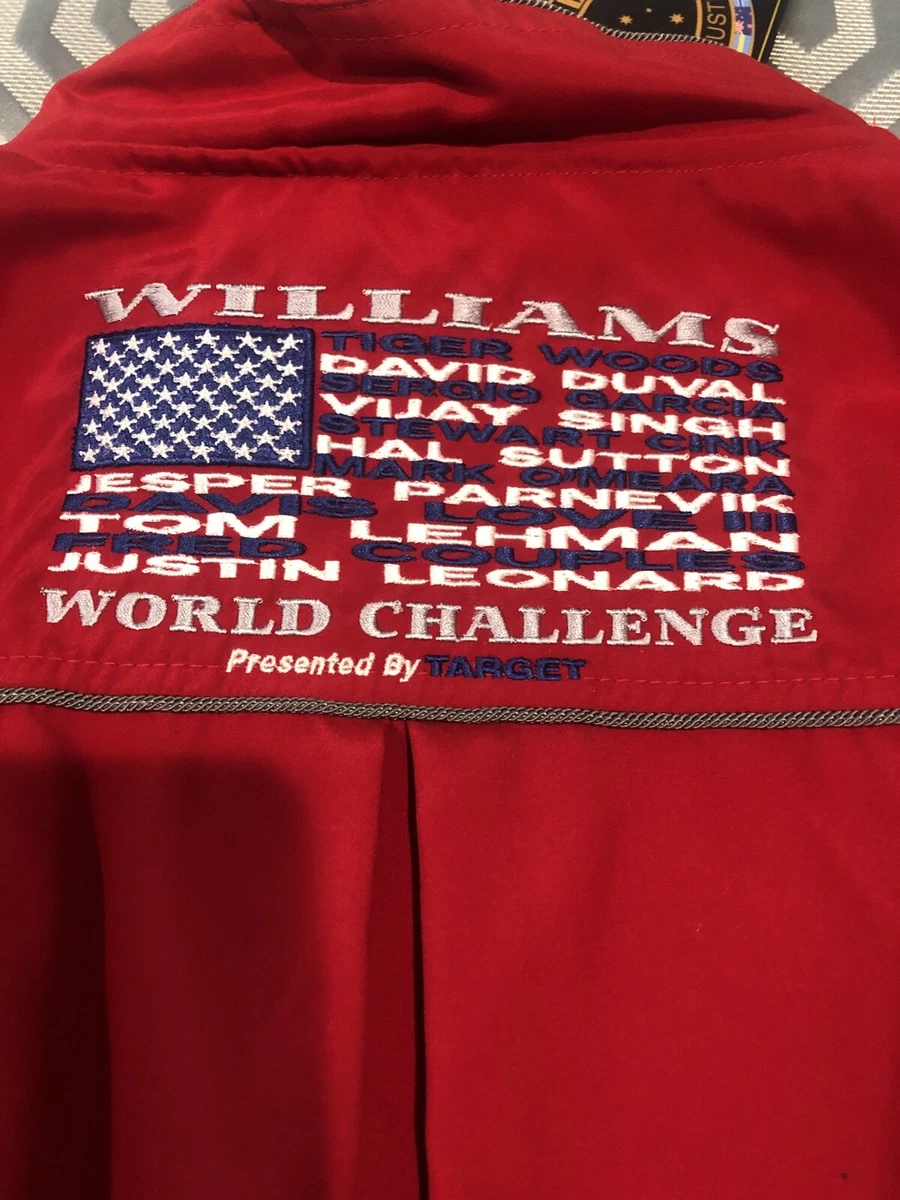 UST
WILLIAMS
TIGER WOODS
DAVID DUVAL
SERGIO GARCIA
VIJAY SINGH
STEWART CINK
HAL SUTTON
MARK O'MEARA
JESPER PARNEVIK
DAVIS LOVE III
TOM LEHMAN
FRED COUPLES
JUSTIN LEONARD
WORLD CHALLENGE
Presented By TARGET